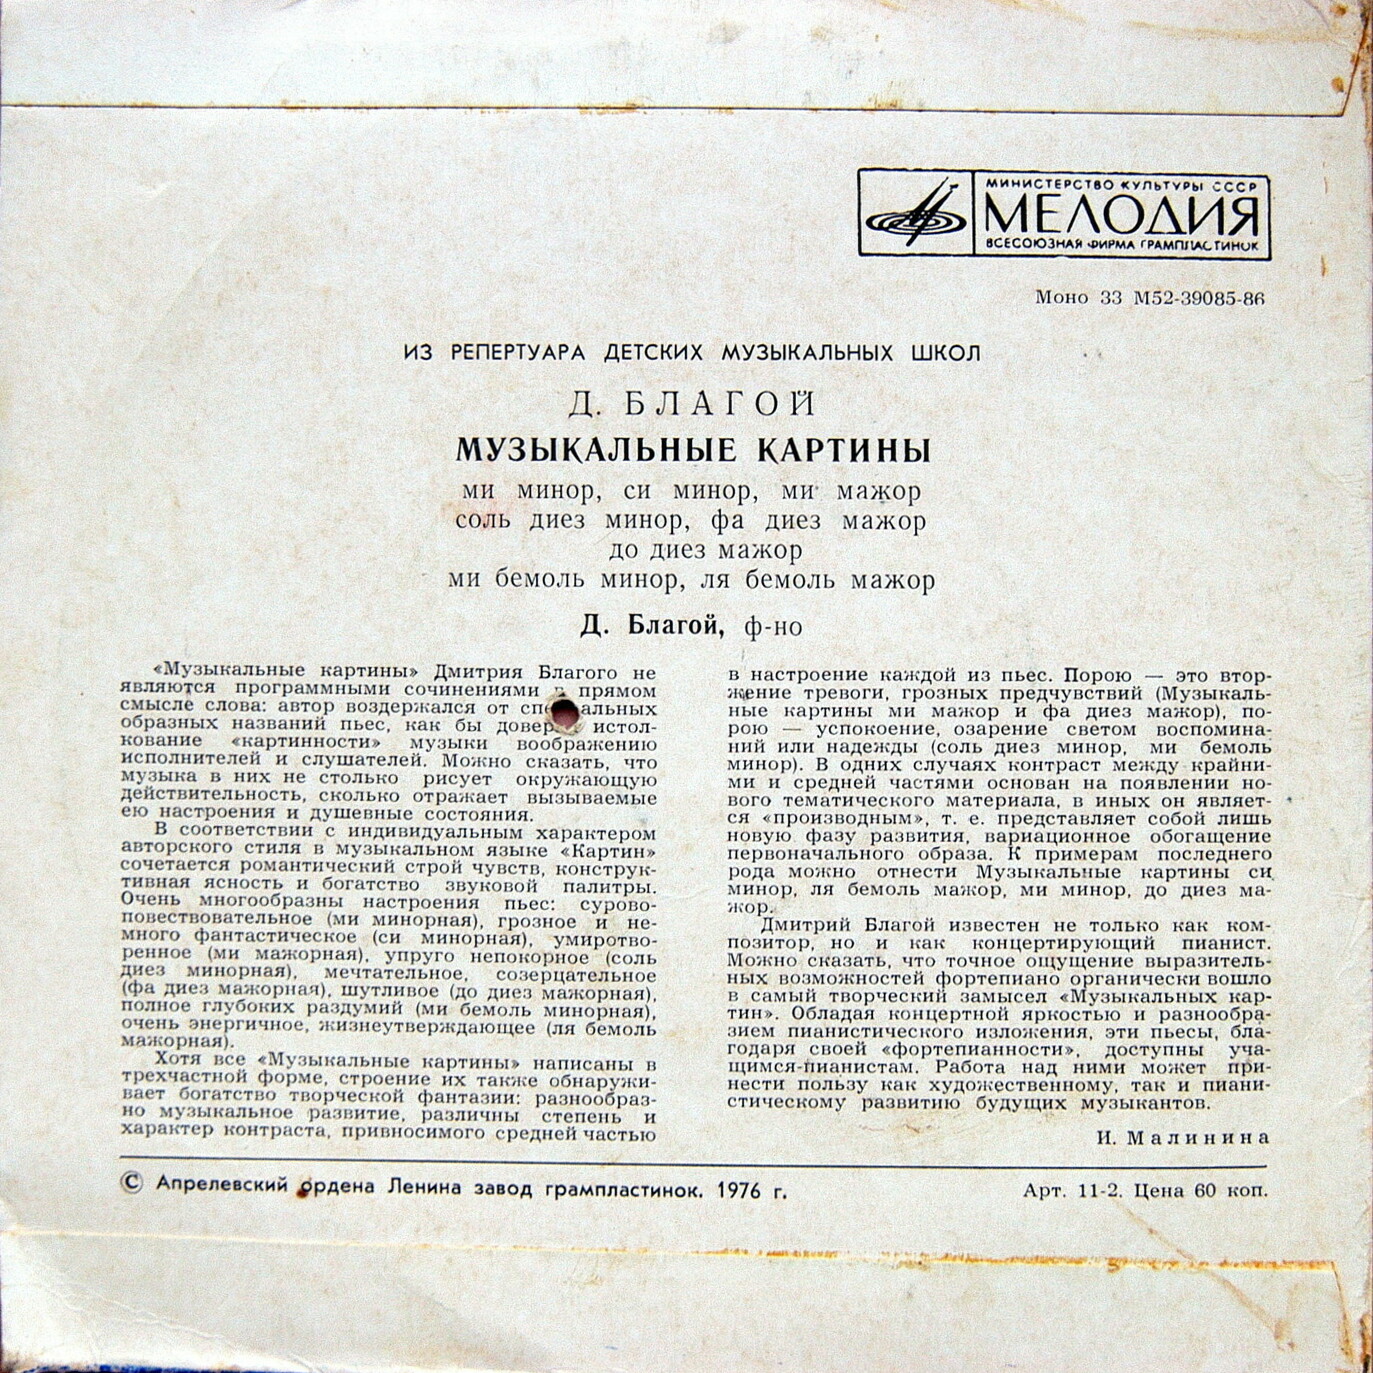 МИНИСТЕРСТВО КУЛЬТУРЫ СССР
МЕЛОДИЯ
ВСЕСОЮЗНАЯ ФИРМА ГРАМПЛАСТИНОК
Моно 33 М52-39085-86
ИЗ РЕПЕРТУАРА ДЕТСКИХ МУЗЫКАЛЬНЫХ ШКОЛ
Д. БЛАГОЙ
МУЗЫКАЛЬНЫЕ КАРТИНЫ
ми минор, си минор, ми мажор
соль диез минор, фа диез мажор
до диез мажор
ми бемоль минор, ля бемоль мажор
Д. Благой, ф-но
«Музыкальные картины» Дмитрия Благого не
являются программными сочинениями прямом
смысле слова: автор воздержался от
образных названий пьес, как бы истол-
кование «картинности» музыки воображению
исполнителей и слушателей. Можно сказать, что
музыка в них не столько рисует окружающую
действительность, сколько отражает вызываемые
ею настроения и душевные состояния.
В соответствии с индивидуальным характером
авторского стиля в музыкальном языке «Картин»
сочетается романтический строй чувств, конструк-
тивная ясность и богатство звуковой палитры.
Очень многообразны настроения пьес: сурово-
повествовательное (ми минорная), грозное и не-
много фантастическое (си минорная), умиротво-
ренное (ми мажорная), упруго непокорное (соль
диез минорная), мечтательное, созерцательное
(фа диез мажорная), шутливое (до диез мажорная),
полное глубоких раздумий (ми бемоль минорная),
очень энергичное, жизнеутверждающее (ля бемоль
мажорная).
Хотя все «Музыкальные картины» написаны в
трехчастной форме, строение их также обнаружи-
вает богатство творческой фантазии: разнообраз-
но музыкальное развитие, различны степень и
характер контраста, привносимого средней частью
в настроение каждой из пьес. Порою — это втор-
жение тревоги, грозных предчувствий (Музыкаль-
ные картины ми мажор и фа диез мажор), по-
рою — успокоение, озарение светом воспомина-
ний или надежды (соль диез минор, ми бемоль
минор). В одних случаях контраст между крайни-
ми и средней частями основан на появлении но-
вого тематического материала, в иных он являет-
ся «производным», т. е. представляет собой лишь
новую фазу развития, вариационное обогащение
первоначального образа. К примерам последнего
рода можно отнести Музыкальные картины си
минор, ля бемоль мажор, ми минор, до диез ма-
жор.
Дмитрий Благой известен не только как ком-
позитор, но и как концертирующий пианист.
Можно сказать, что точное ощущение выразитель-
ных возможностей фортепиано органически вошло
в самый творческий замысел «Музыкальных кар-
тин». Обладая концертной яркостью и разнообра-
зием пианистического изложения, эти пьесы, бла-
годаря своей «фортепианности», доступны уча-
щимся-пианистам. Работа над ними может при-
нести пользу как художественному, так и пиани-
стическому развитию будущих музыкантов.
И. Малинина
© Апрелевский ордена Ленина завод грампластинок. 1976 г.
Арт. 11-2. Цена 60 коп.